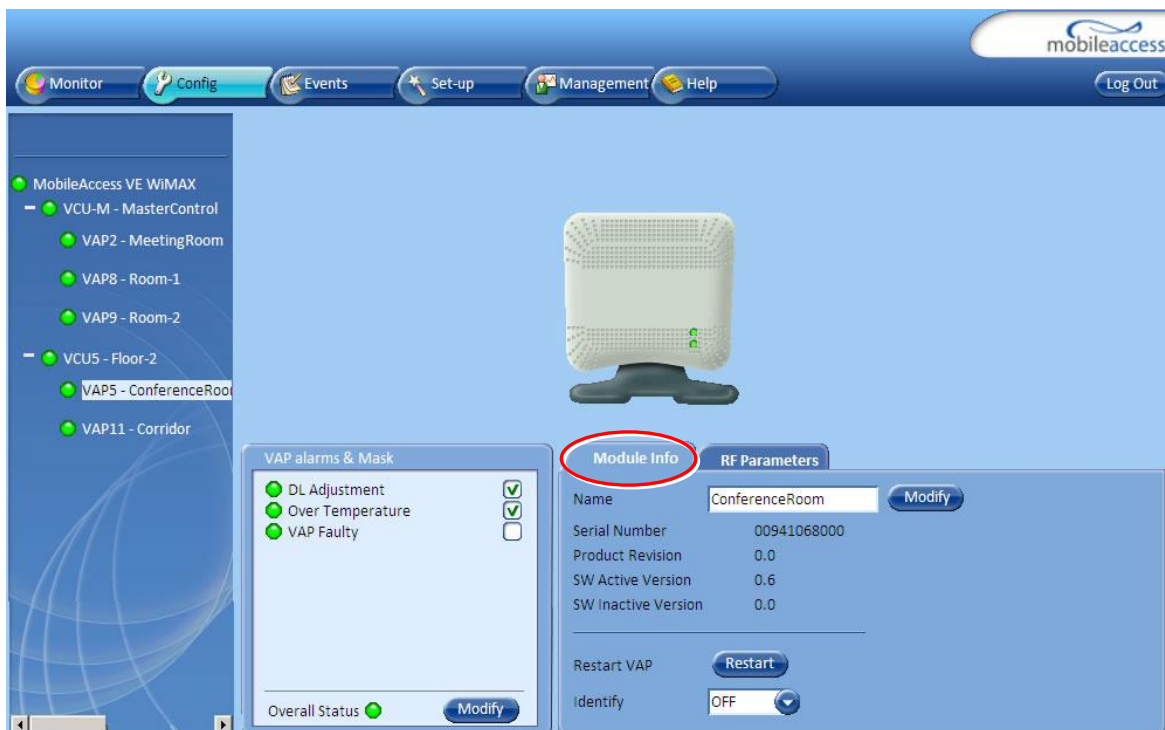 mobileaccess
Monitor Config Events Set-up Management Help Log Out
MobileAccess VE WiMAX
VCU-M - MasterControl
VAP2 - MeetingRoom
VAP8 - Room-1
VAP9 - Room-2
VCU5 - Floor-2
VAP5 - ConferenceRoo
VAP11 - Corridor
VAP alarms & Mask
DL Adjustment
Over Temperature
VAP Faulty
Overall Status Modify
Module Info RF Parameters
Name ConferenceRoom Modify
Serial Number 00941068000
Product Revision 0.0
SW Active Version 0.6
SW Inactive Version 0.0
Restart VAP Restart
Identify OFF